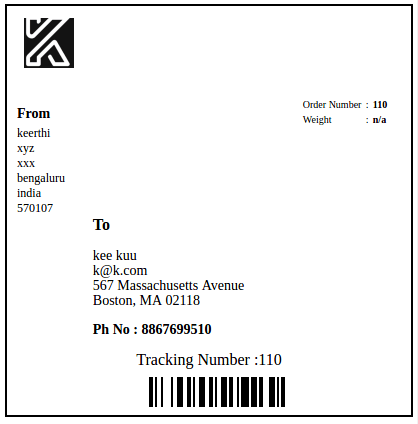 Order Number : 110
Weight : n/a
From
keerthi
xyz
xxx
bengaluru
india
570107
To
kee kuu
k@k.com
567 Massachusetts Avenue
Boston, MA 02118
Ph No : 8867699510
Tracking Number :110